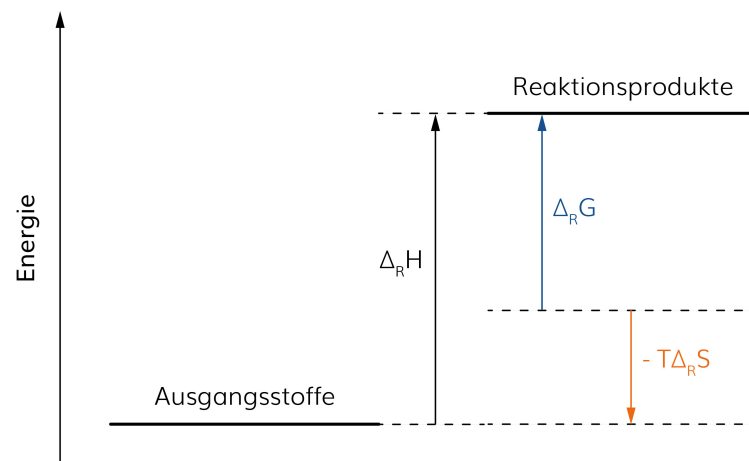 Energie
Reaktionsprodukte
Δ_RG
Δ_RH
- TΔ_RS
Ausgangsstoffe